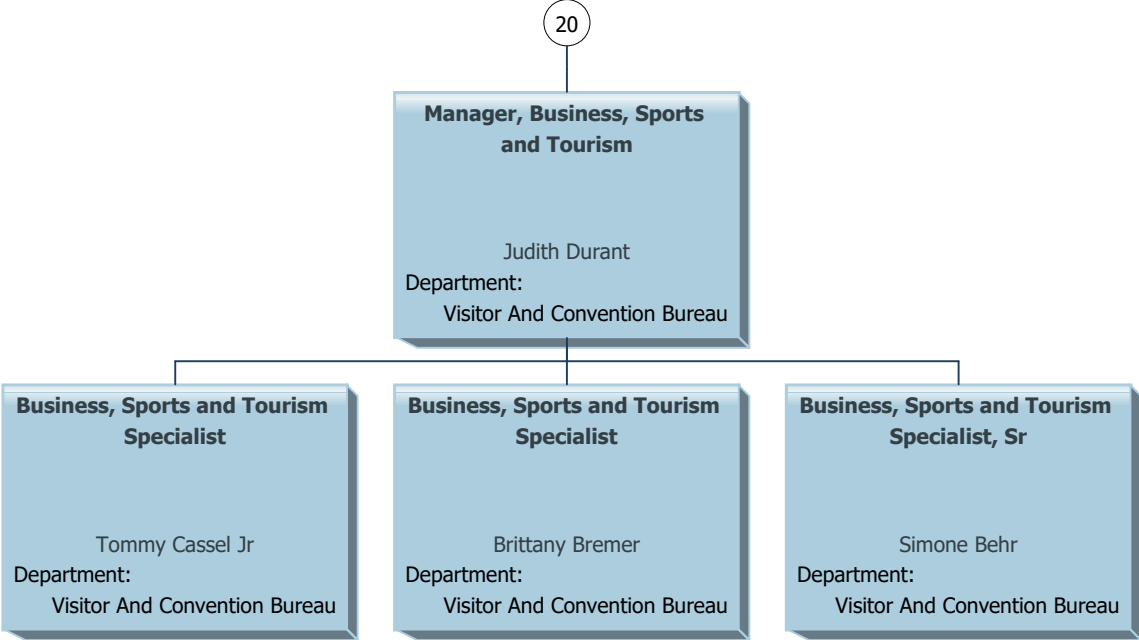 20
Manager, Business, Sports
and Tourism
Judith Durant
Department:
Visitor And Convention Bureau
Business, Sports and Tourism
Specialist
Tommy Cassel Jr
Department:
Visitor And Convention Bureau
Business, Sports and Tourism
Specialist
Brittany Bremer
Department:
Visitor And Convention Bureau
Business, Sports and Tourism
Specialist, Sr
Simone Behr
Department:
Visitor And Convention Bureau